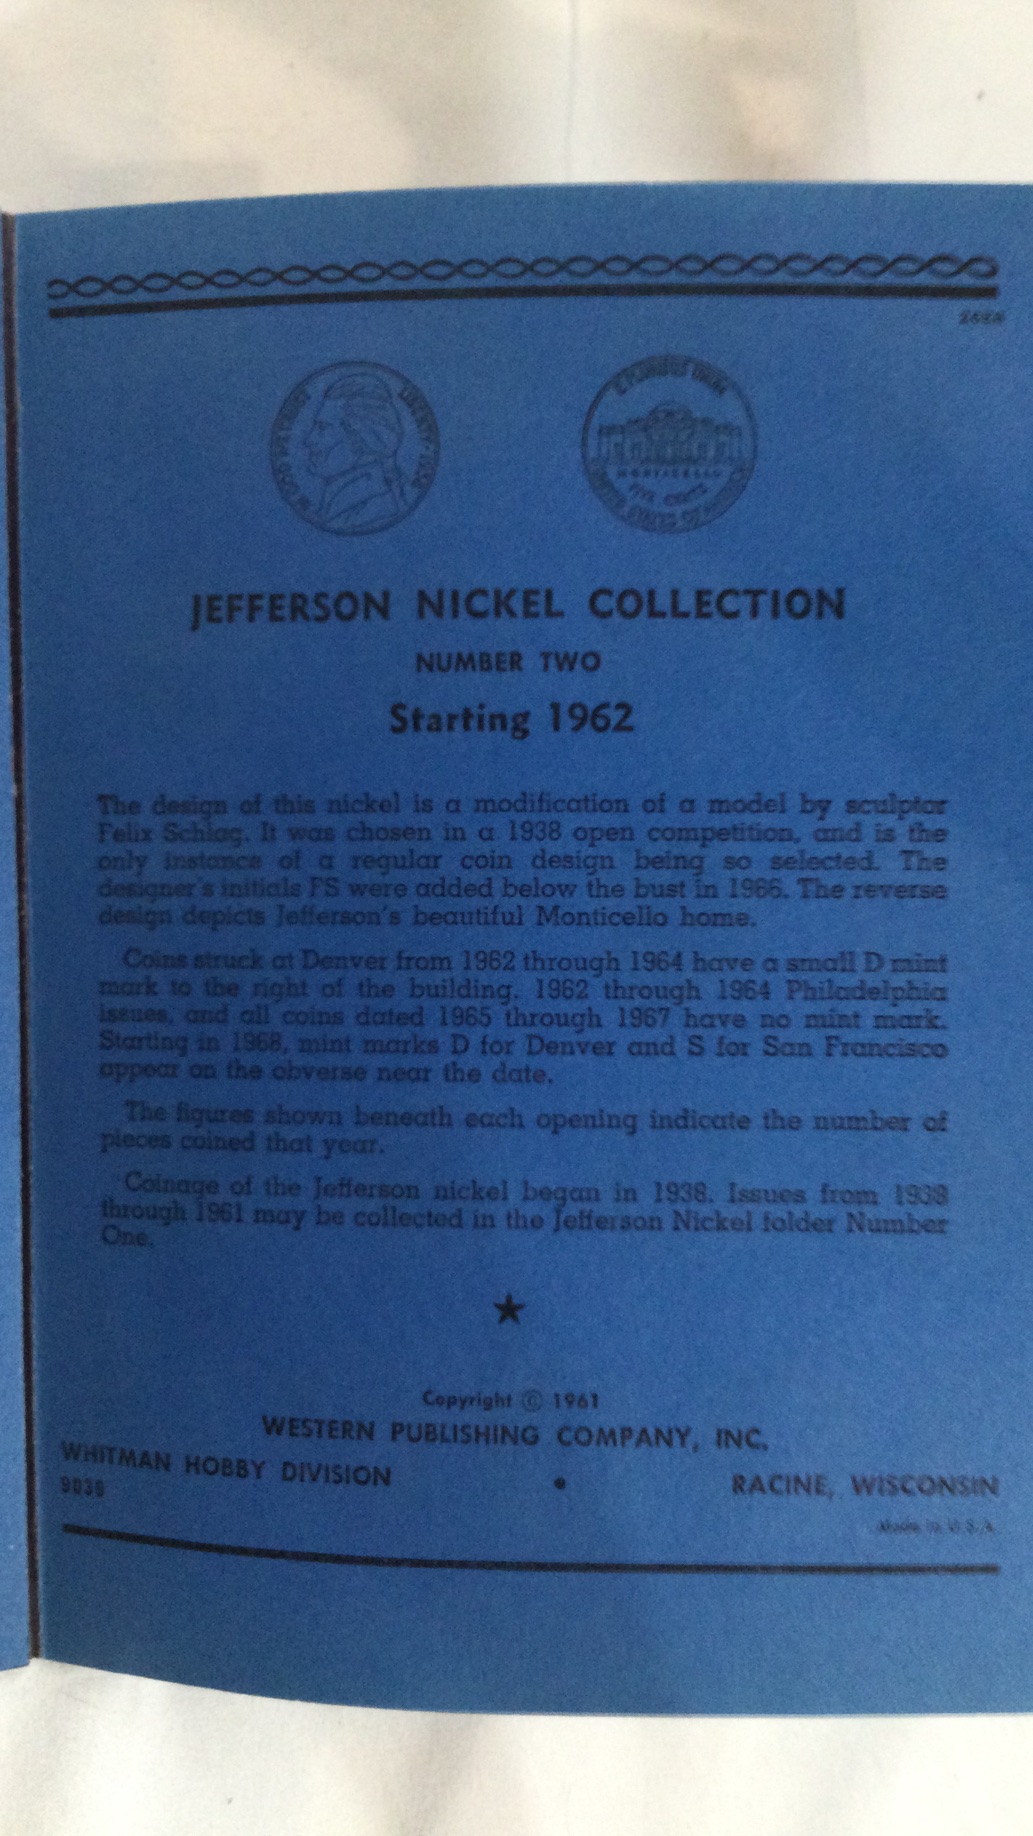 LIBERTY · 1938
E PLURIBUS UNUM
MONTICELLO
FIVE CENTS
JEFFERSON NICKEL COLLECTION
NUMBER TWO
Starting 1962
The design of this nickel is a modification of a model by sculptor
Felix Schlag. It was chosen in a 1938 open competition, and is the
only instance of a regular coin design being so selected. The
designer's initials FS were added below the bust in 1966. The reverse
design depicts Jefferson's beautiful Monticello home.
Coins struck at Denver from 1962 through 1964 have a small D mint
mark to the right of the building. 1962 through 1964 Philadelphia
issues, and all coins dated 1965 through 1967 have no mint mark.
Starting in 1968, mint marks D for Denver and S for San Francisco
appear on the obverse near the date.
The figures shown beneath each opening indicate the number of
pieces coined that year.
Coinage of the Jefferson nickel began in 1938. Issues from 1938
through 1961 may be collected in the Jefferson Nickel folder Number
One.
Copyright © 1961
WESTERN PUBLISHING COMPANY, INC.
WHITMAN HOBBY DIVISION • RACINE, WISCONSIN
9039
Made in U.S.A.